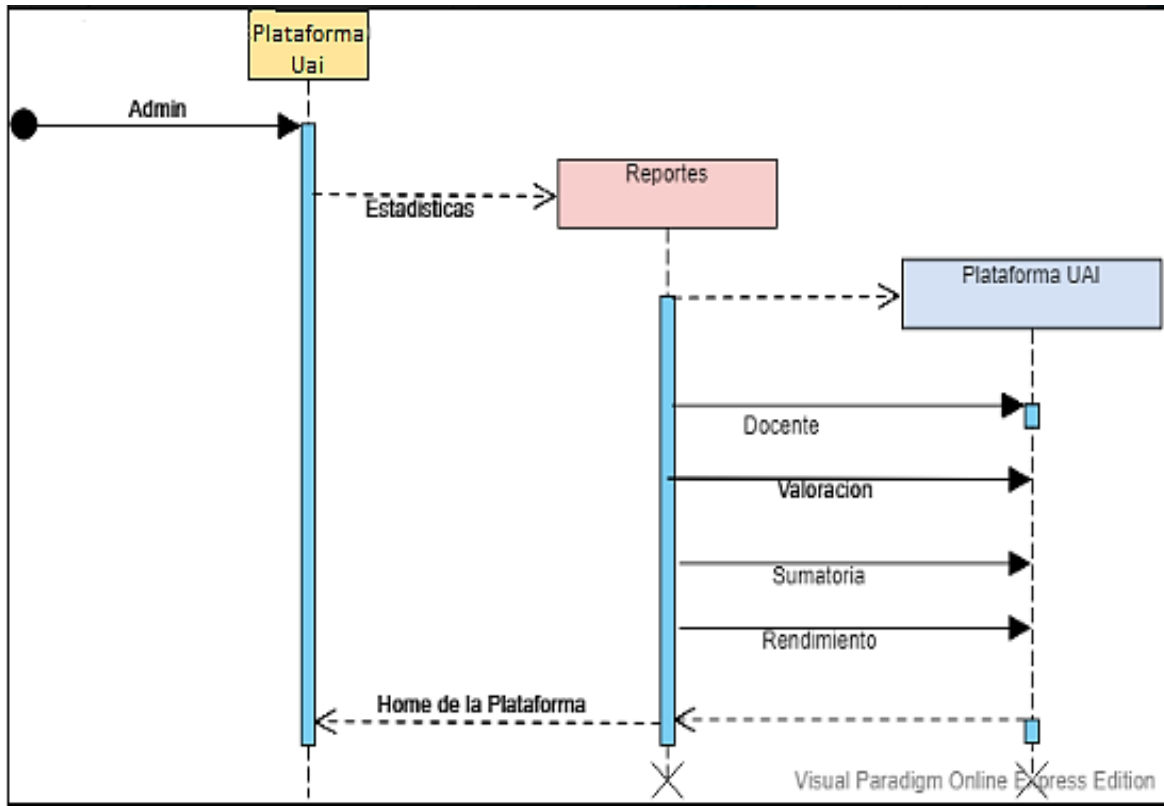 Plataforma
Uai
Admin
Reportes
Estadisticas
Plataforma UAI
Docente
Valoracion
Sumatoria
Rendimiento
Home de la Plataforma
Visual Paradigm Online Express Edition